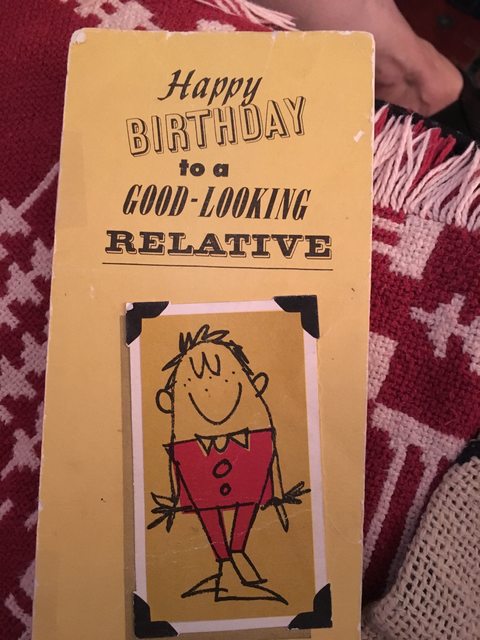 Happy
BIRTHDAY
to a
GOOD-LOOKING
RELATIVE